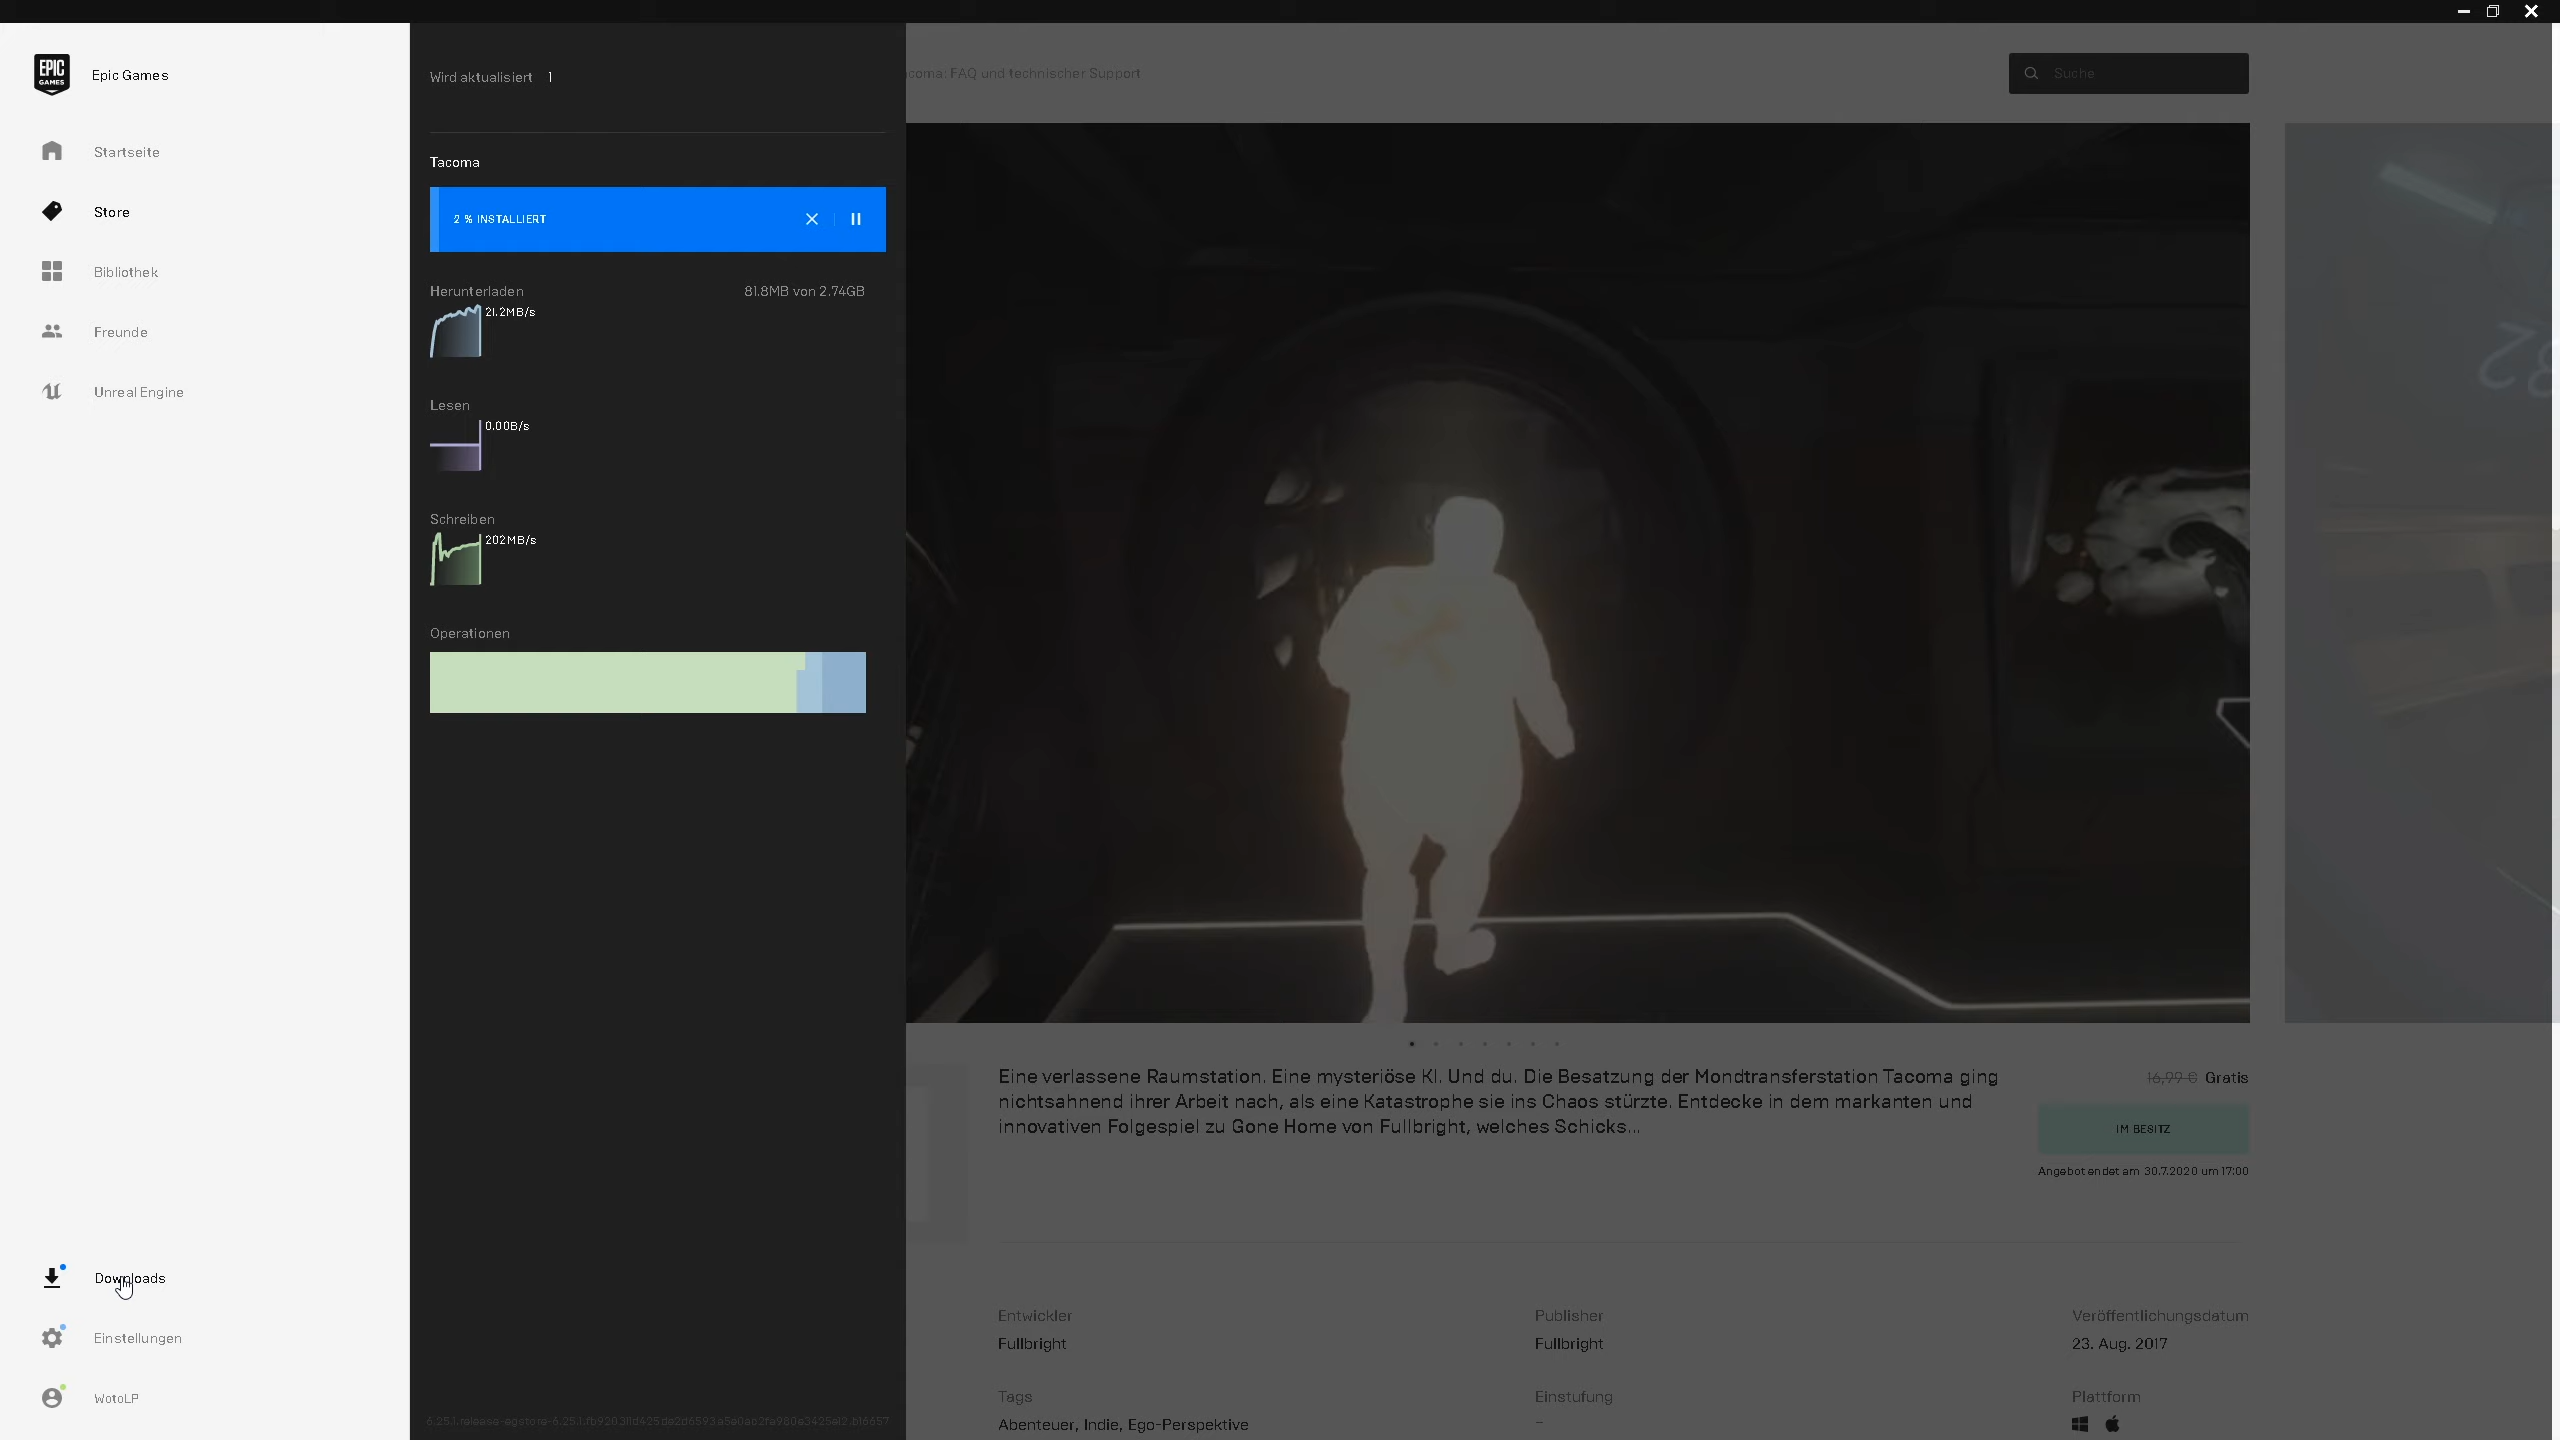 EPIC GAMES
Epic Games
Startseite
Store
Bibliothek
Freunde
Unreal Engine
Downloads
Einstellungen
WotoLP
Wird aktualisiert 1
Tacoma
2 % INSTALLIERT
Herunterladen 81.8MB von 2.74GB
21.2MB/s
Lesen
0.00B/s
Schreiben
202MB/s
Operationen
acoma: FAQ und technischer Support
Suche
Eine verlassene Raumstation. Eine mysteriöse KI. Und du. Die Besatzung der Mondtransferstation Tacoma ging
nichtsahnend ihrer Arbeit nach, als eine Katastrophe sie ins Chaos stürzte. Entdecke in dem markanten und
innovativen Folgespiel zu Gone Home von Fullbright, welches Schicks...
16,99 € Gratis
IM BESITZ
Angebot endet am 30.7.2020 um 17:00
Entwickler
Fullbright
Publisher
Fullbright
Veröffentlichungsdatum
23. Aug. 2017
Tags
Abenteuer, Indie, Ego-Perspektive
Einstufung
–
Plattform